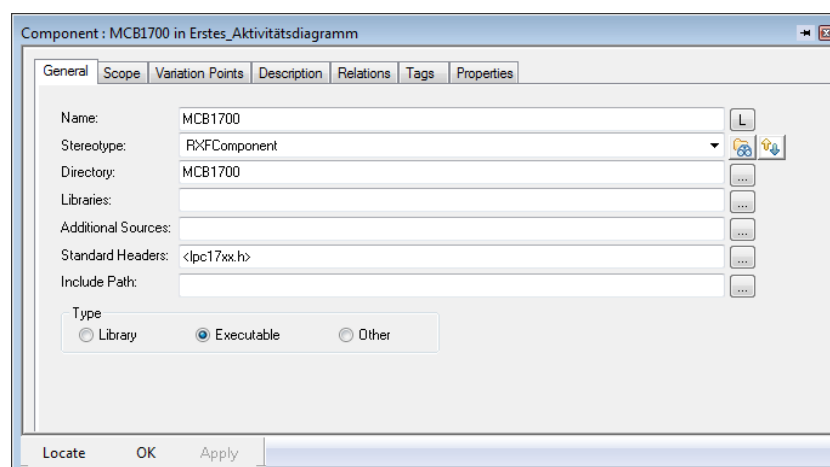 Component : MCB1700 in Erstes_Aktivitätsdiagramm
General Scope Variation Points Description Relations Tags Properties
Name: MCB1700 L
Stereotype: RXFComponent
Directory: MCB1700 ...
Libraries: ...
Additional Sources: ...
Standard Headers: <lpc17xx.h> ...
Include Path: ...
Type
Library Executable Other
Locate OK Apply